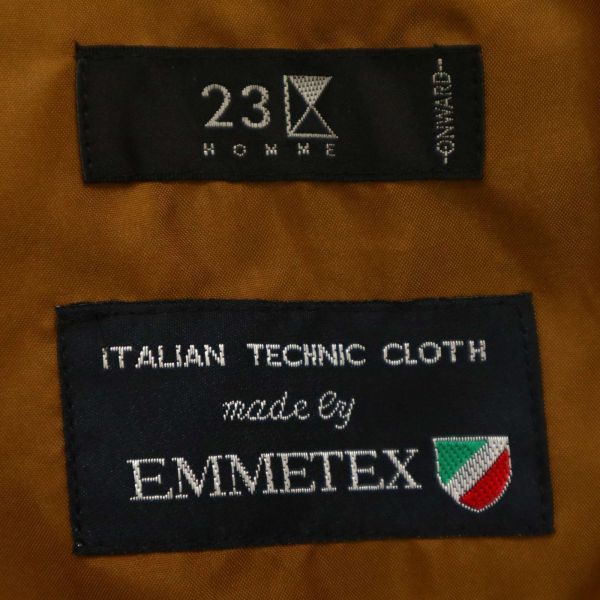 23
HOMME
ONWARD
ITALIAN TECHNIC CLOTH
made by
EMMETEX